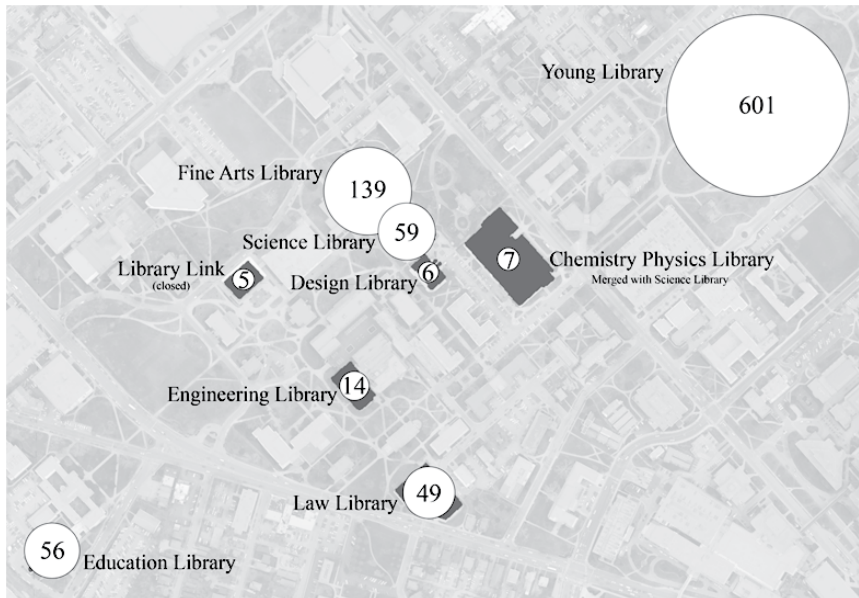 Young Library
601
Fine Arts Library
139
Science Library
59
Library Link
(closed)
5
Design Library
6
7
Chemistry Physics Library
Merged with Science Library
Engineering Library
14
Law Library
49
56
Education Library